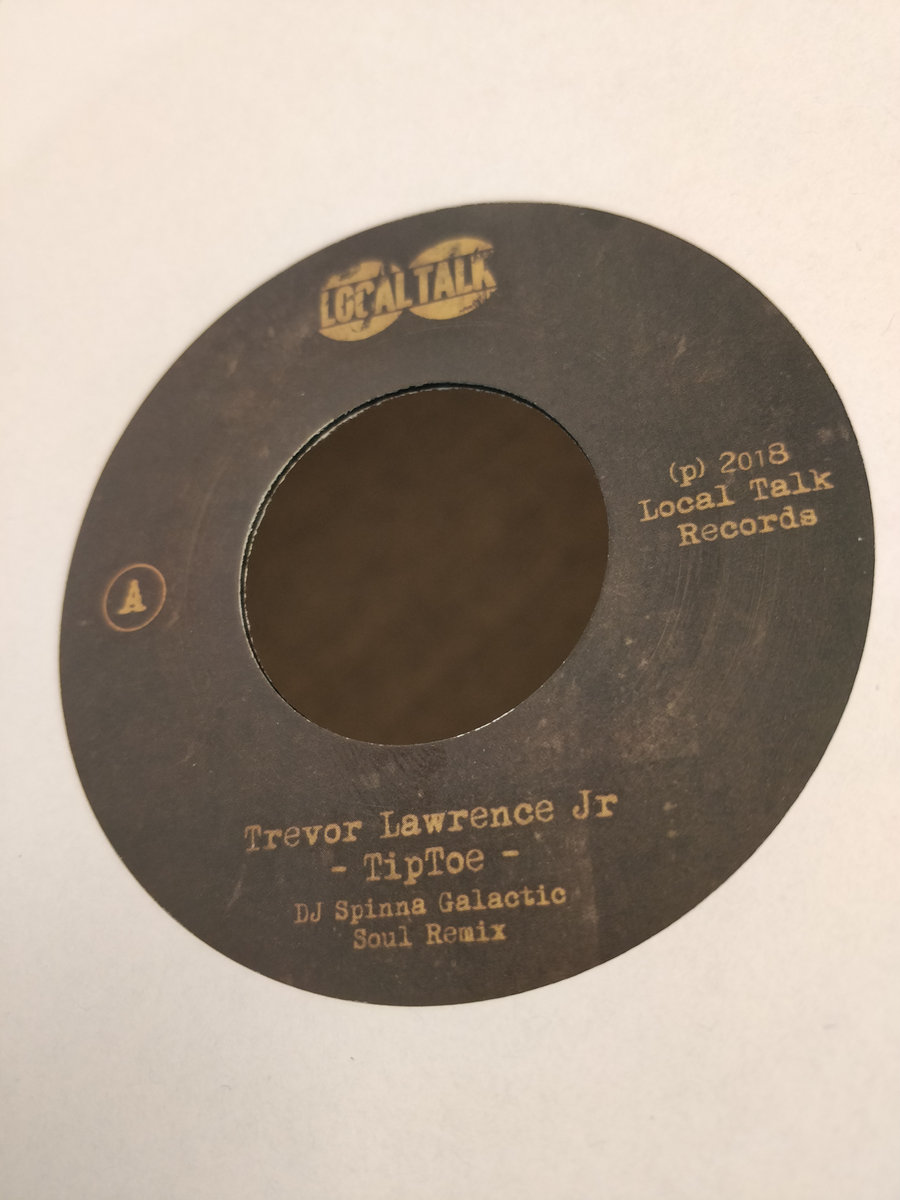 LOCAL TALK
(p) 2018
Local Talk
Records
A
Trevor Lawrence Jr
- TipToe -
DJ Spinna Galactic
Soul Remix